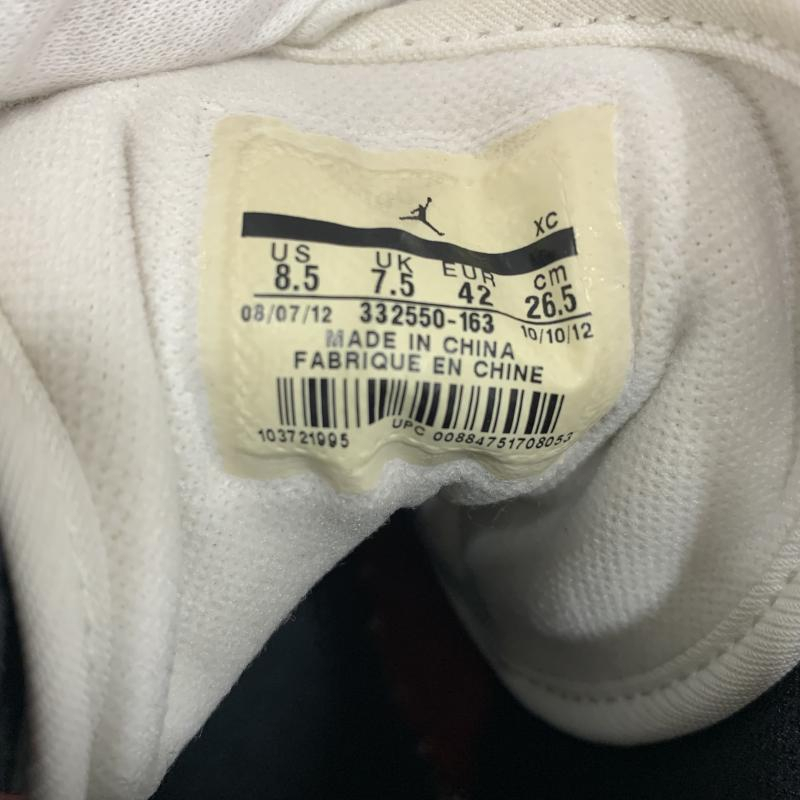 XC
US UK EUR cm
8.5 7.5 42 26.5
08/07/12 332550-163 10/10/12
MADE IN CHINA
FABRIQUE EN CHINE
103721995 UPC 00884751708053